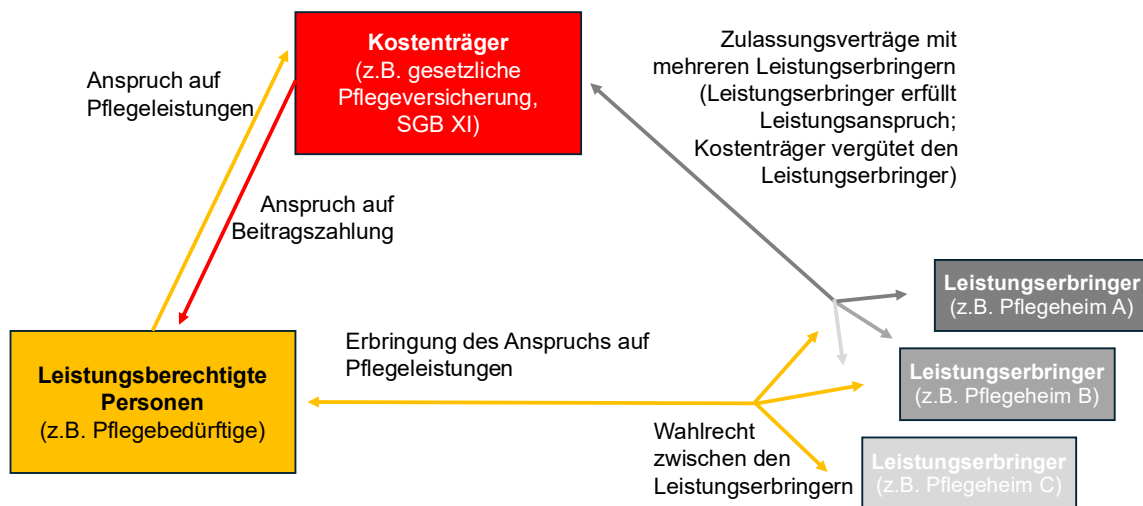 Kostenträger
(z.B. gesetzliche
Pflegeversicherung,
SGB XI)
Anspruch auf
Pflegeleistungen
Zulassungsverträge mit
mehreren Leistungserbringern
(Leistungserbringer erfüllt
Leistungsanspruch;
Kostenträger vergütet den
Leistungserbringer)
Anspruch auf
Beitragszahlung
Leistungserbringer
(z.B. Pflegeheim A)
Leistungsberechtigte
Personen
(z.B. Pflegebedürftige)
Erbringung des Anspruchs auf
Pflegeleistungen
Leistungserbringer
(z.B. Pflegeheim B)
Wahlrecht
zwischen den
Leistungserbringern
Leistungserbringer
(z.B. Pflegeheim C)